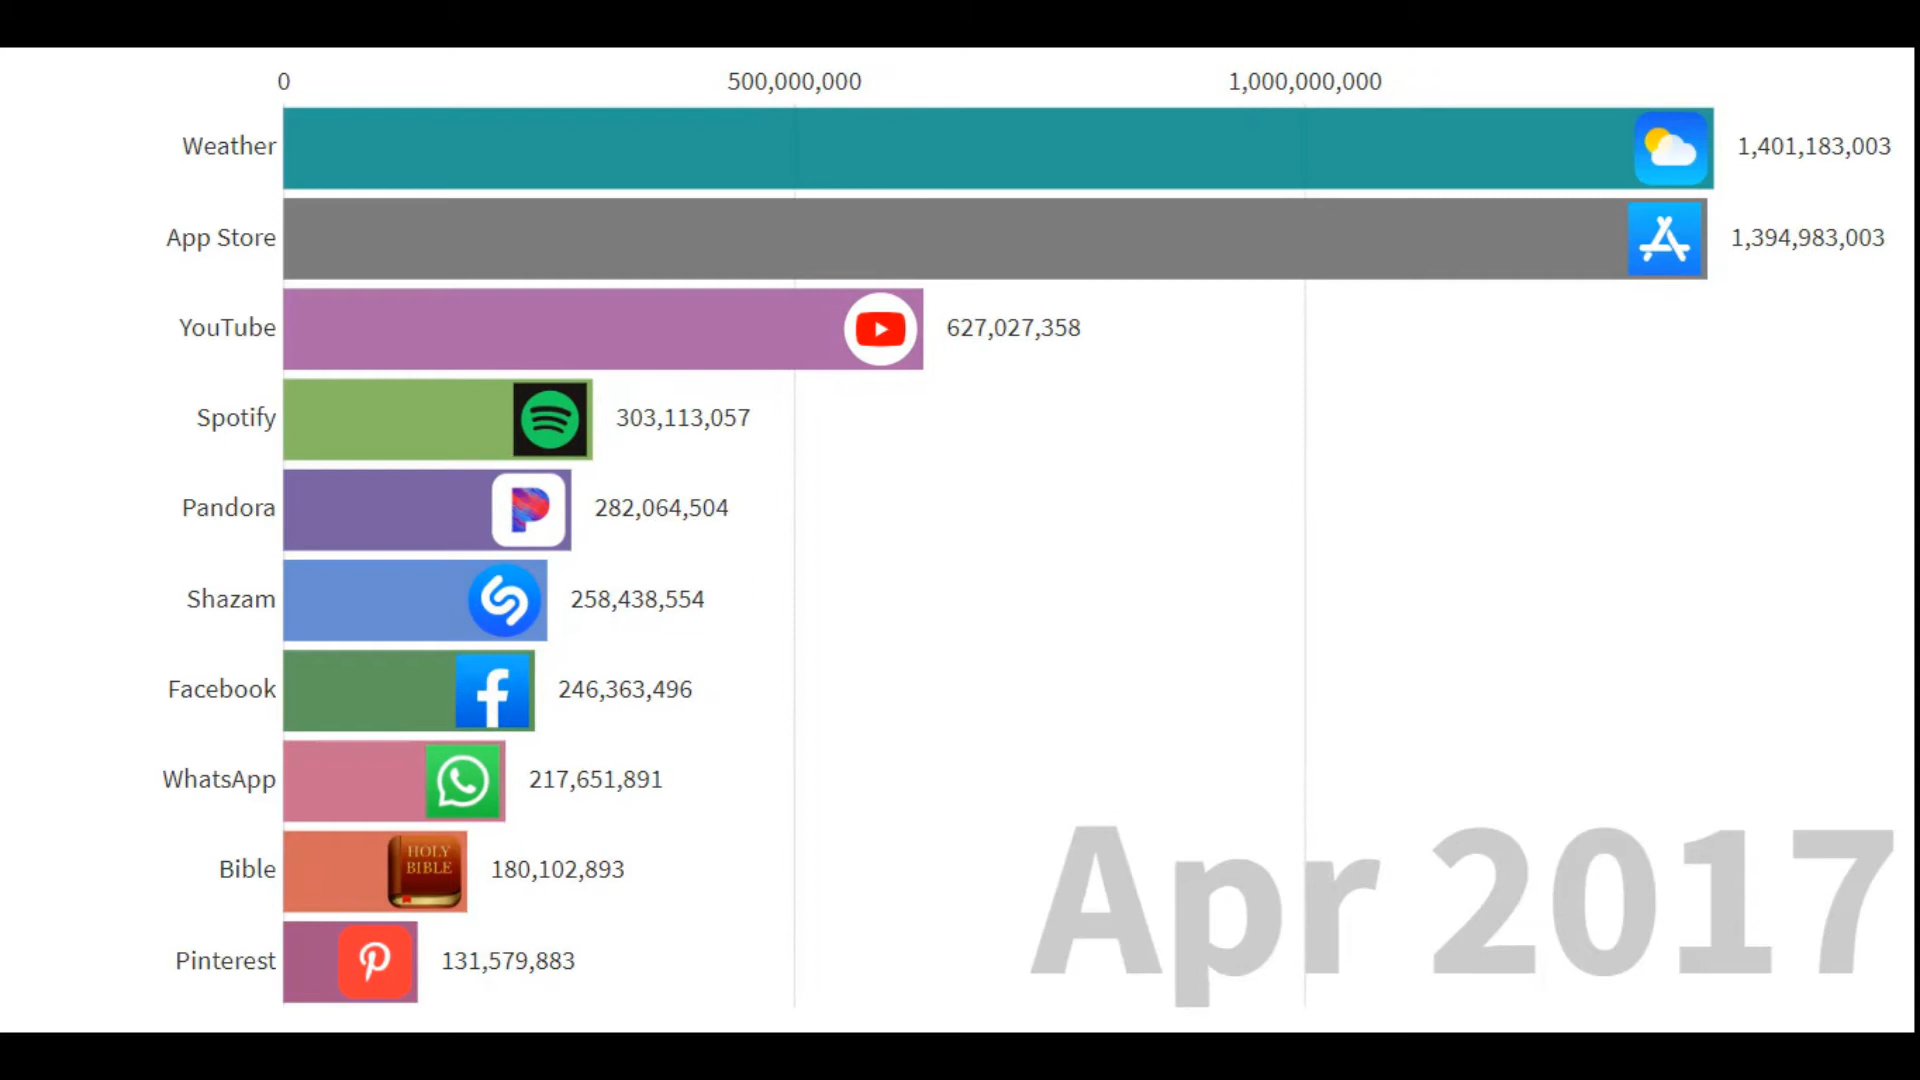 0 500,000,000 1,000,000,000
Weather 1,401,183,003
App Store 1,394,983,003
YouTube 627,027,358
Spotify 303,113,057
Pandora 282,064,504
Shazam 258,438,554
Facebook 246,363,496
WhatsApp 217,651,891
Bible HOLY BIBLE 180,102,893
Pinterest 131,579,883
Apr 2017